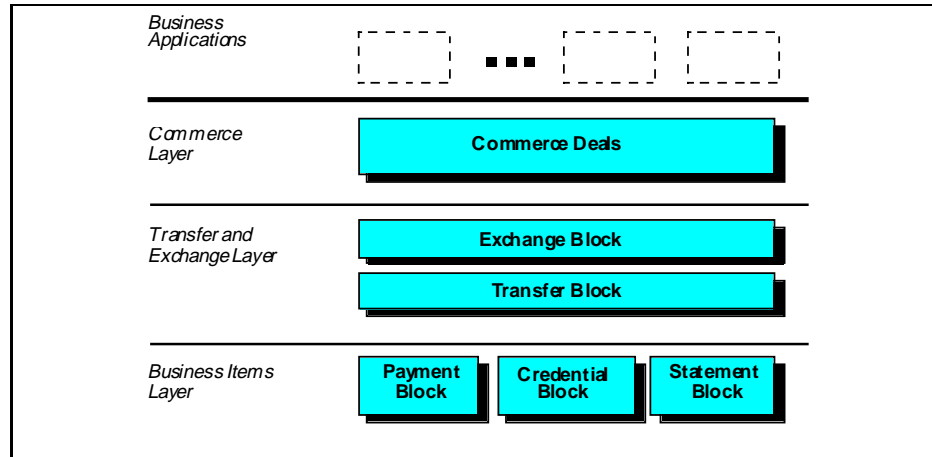 Business
Applications
Commerce
Layer
Commerce Deals
Transfer and
Exchange Layer
Exchange Block
Transfer Block
Business Items
Layer
Payment
Block
Credential
Block
Statement
Block